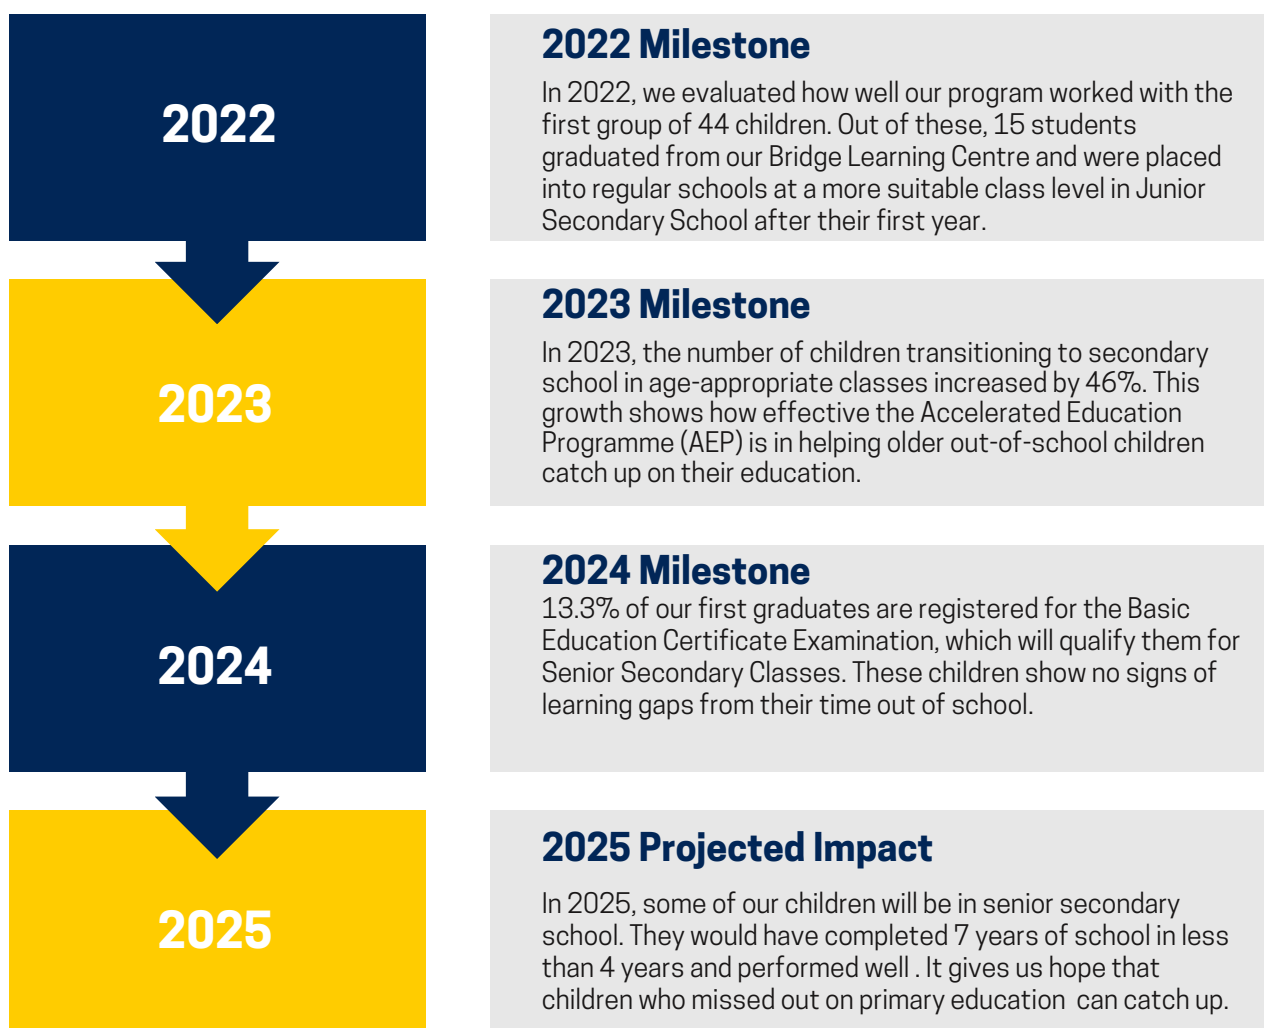 2022
2022 Milestone
In 2022, we evaluated how well our program worked with the
first group of 44 children. Out of these, 15 students
graduated from our Bridge Learning Centre and were placed
into regular schools at a more suitable class level in Junior
Secondary School after their first year.
2023
2023 Milestone
In 2023, the number of children transitioning to secondary
school in age-appropriate classes increased by 46%. This
growth shows how effective the Accelerated Education
Programme (AEP) is in helping older out-of-school children
catch up on their education.
2024
2024 Milestone
13.3% of our first graduates are registered for the Basic
Education Certificate Examination, which will qualify them for
Senior Secondary Classes. These children show no signs of
learning gaps from their time out of school.
2025
2025 Projected Impact
In 2025, some of our children will be in senior secondary
school. They would have completed 7 years of school in less
than 4 years and performed well . It gives us hope that
children who missed out on primary education  can catch up.